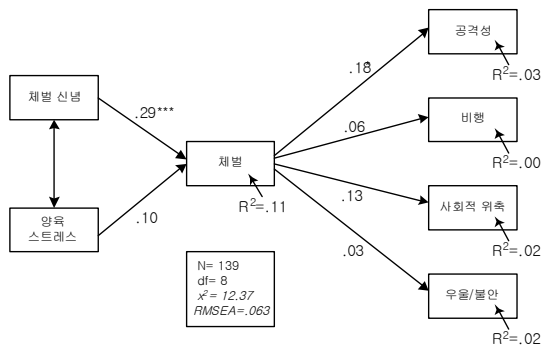 공격성
R²=.03
.18*
체벌 신념
.29***
비행
.06
R²=.00
체벌
R²=.11
.13
사회적 위축
R²=.02
양육
스트레스
.10
.03
우울/불안
R²=.02
N= 139
df= 8
x²= 12.37
RMSEA=.063